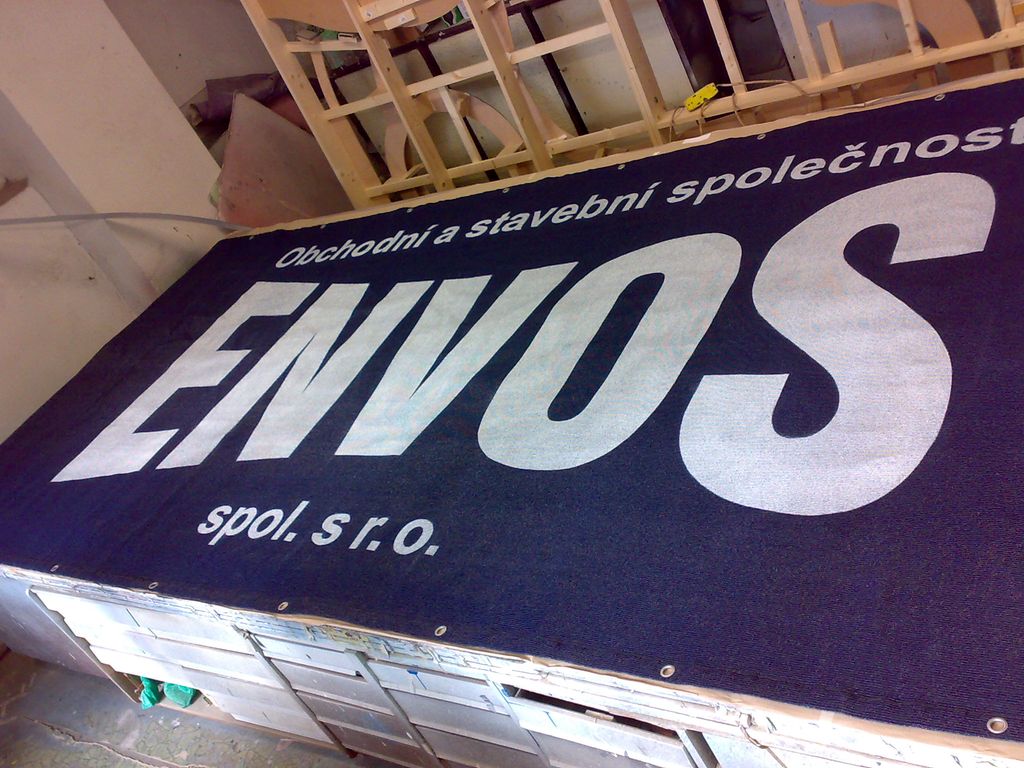 Obchodní a stavební společnost
ENVOS
spol. s r. o.